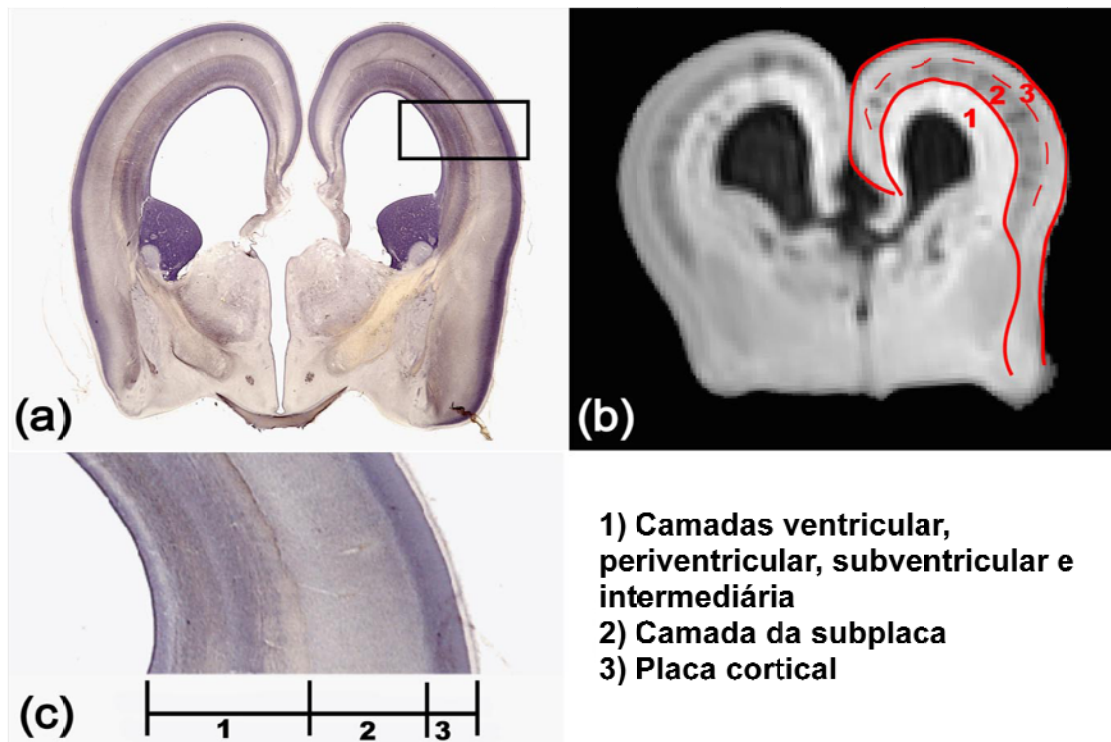 (a)
1
2
3
(b)
(c)
1
2
3
1) Camadas ventricular,
periventricular, subventricular e
intermediária
2) Camada da subplaca
3) Placa cortical